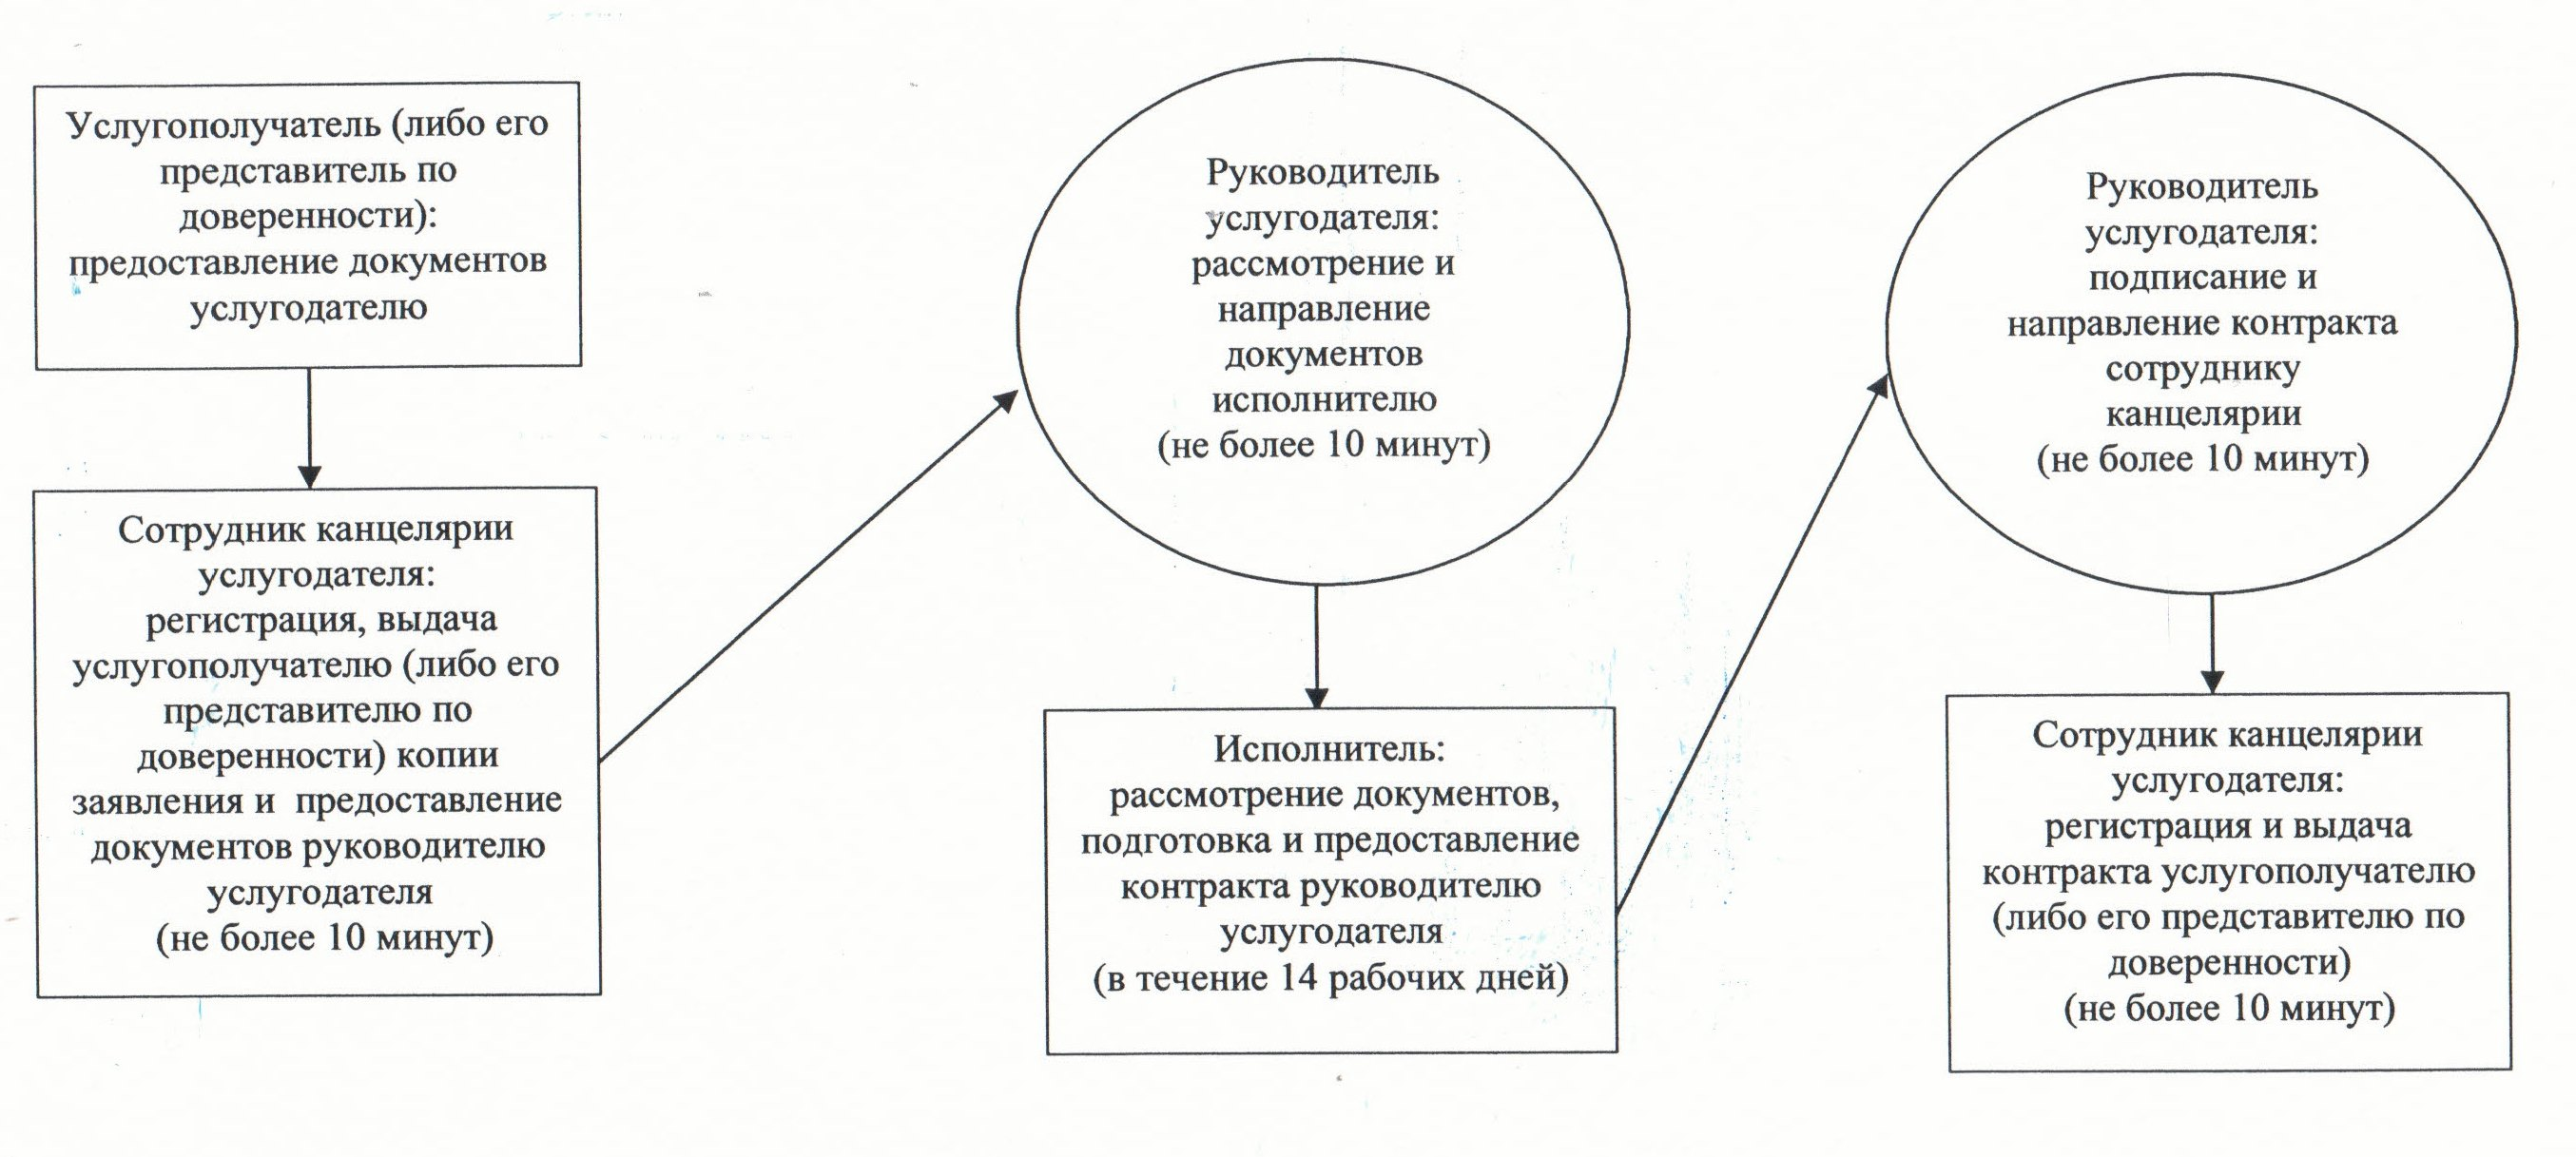 Услугополучатель (либо его
представитель по
доверенности):
предоставление документов
услугодателю
Сотрудник канцелярии
услугодателя:
регистрация, выдача
услугополучателю (либо его
представителю по
доверенности) копии
заявления и  предоставление
документов руководителю
услугодателя
(не более 10 минут)
Руководитель
услугодателя:
рассмотрение и
направление
документов
исполнителю
(не более 10 минут)
Исполнитель:
рассмотрение документов,
подготовка и предоставление
контракта руководителю
услугодателя
(в течение 14 рабочих дней)
Руководитель
услугодателя:
подписание и
направление контракта
сотруднику
канцелярии
(не более 10 минут)
Сотрудник канцелярии
услугодателя:
регистрация и выдача
контракта услугополучателю
(либо его представителю по
доверенности)
(не более 10 минут)